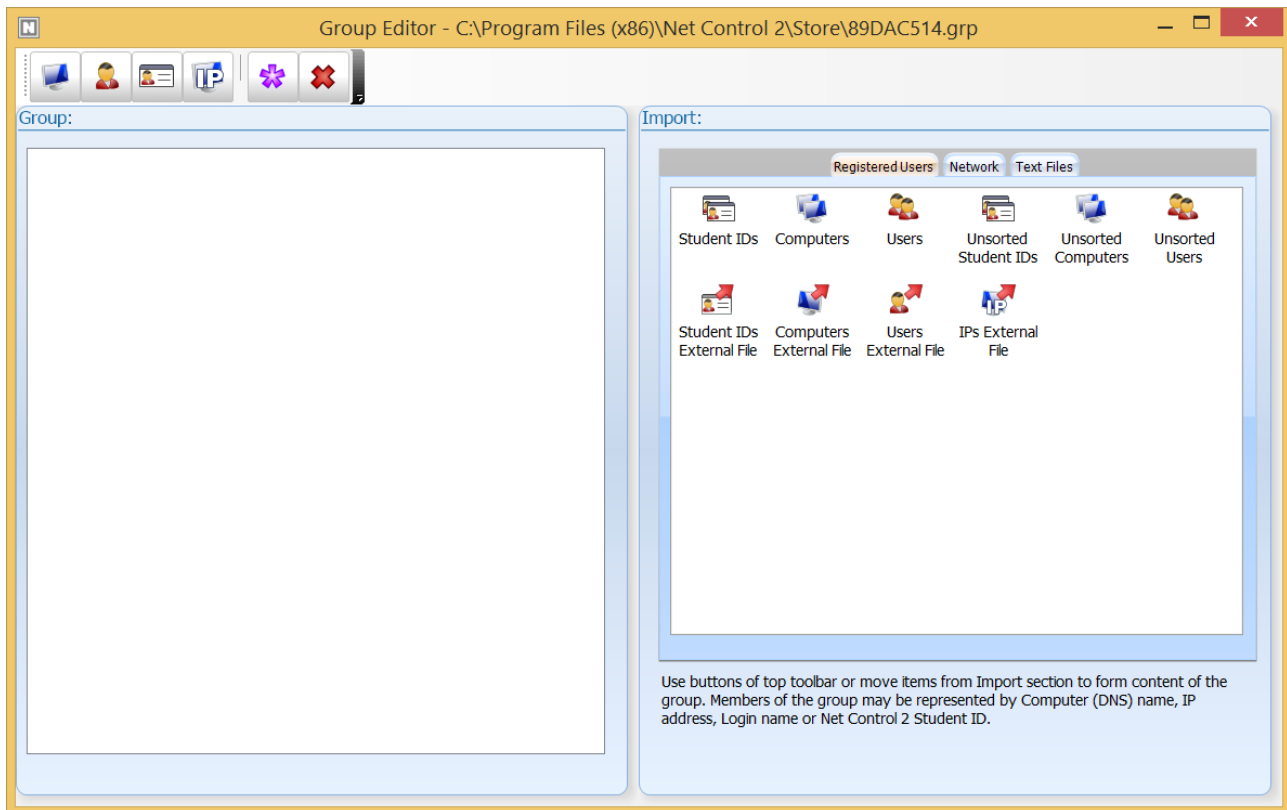 N
Group Editor - C:\Program Files (x86)\Net Control 2\Store\89DAC514.grp
IP
Group:
Import:
Registered Users Network Text Files
Student IDs Computers Users Unsorted Student IDs Unsorted Computers Unsorted Users
Student IDs External File Computers External File Users External File IPs External File
IP
Use buttons of top toolbar or move items from Import section to form content of the
group. Members of the group may be represented by Computer (DNS) name, IP
address, Login name or Net Control 2 Student ID.